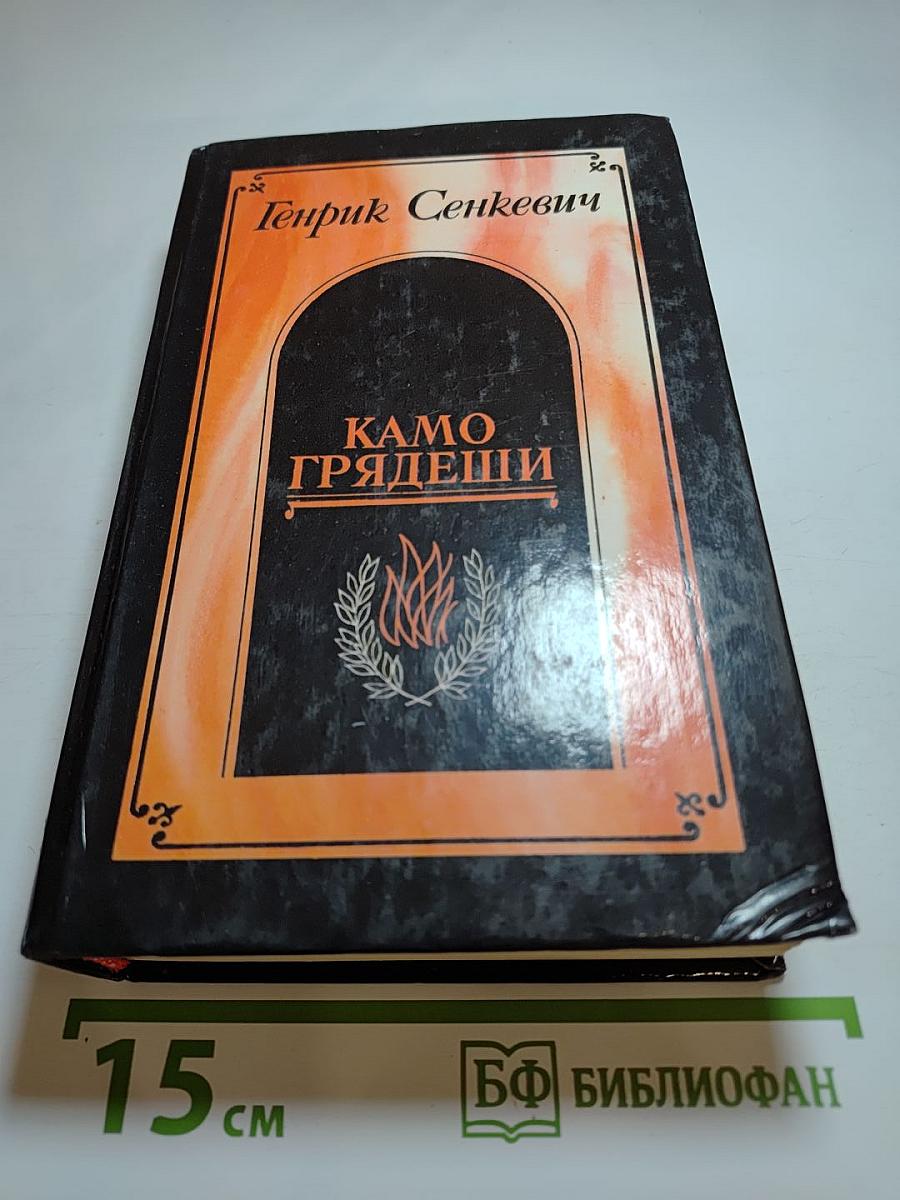 Генрик Сенкевич
КАМО
ГРЯДЕШИ
15 см
БФ БИБЛИОФАН